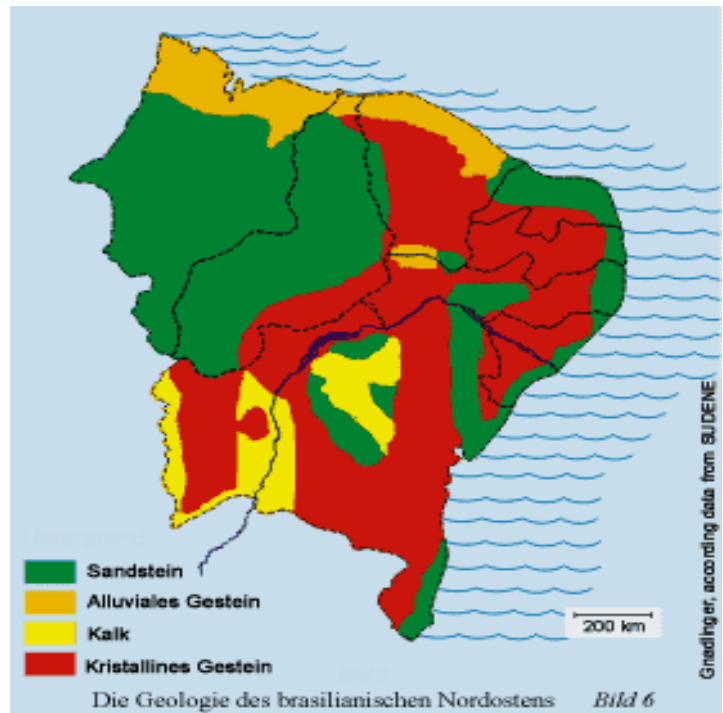 Sandstein
Alluviales Gestein
Kalk
Kristallines Gestein
200 km
Gnadlinger, according data from SUDENE
Die Geologie des brasilianischen Nordostens Bild 6